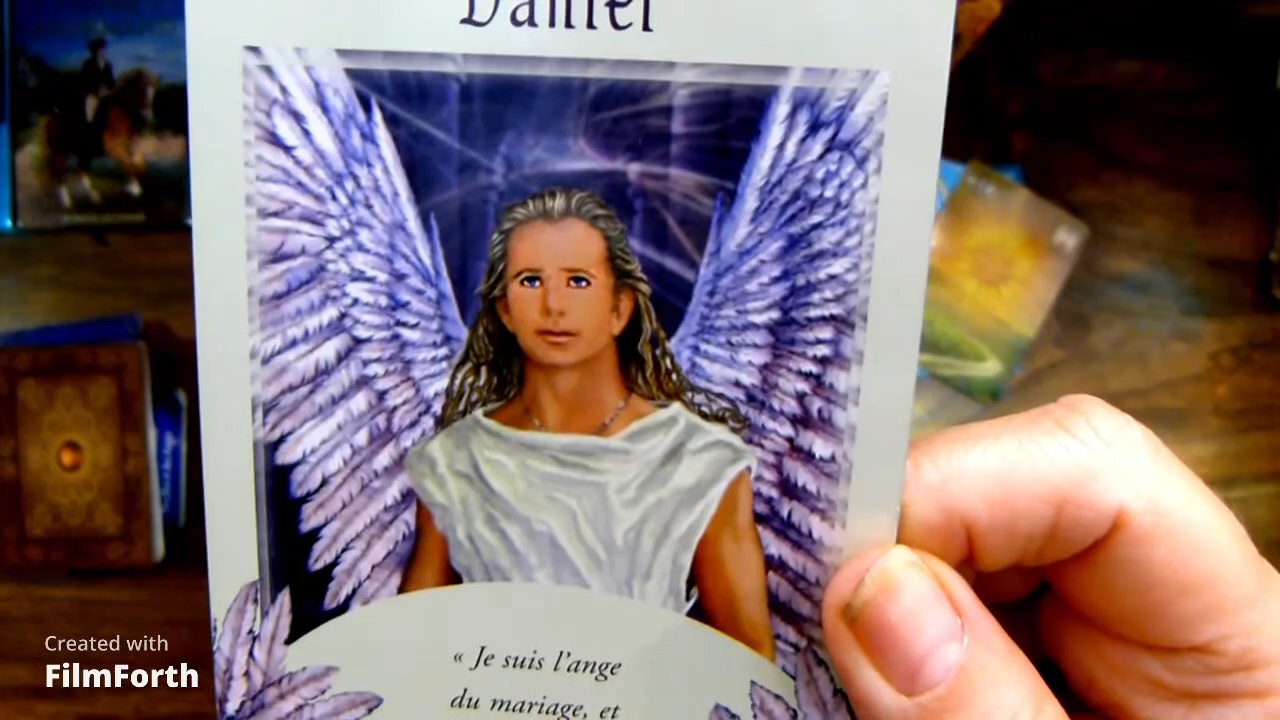 Daniel
« Je suis l'ange
du mariage, et
Created with
FilmForth